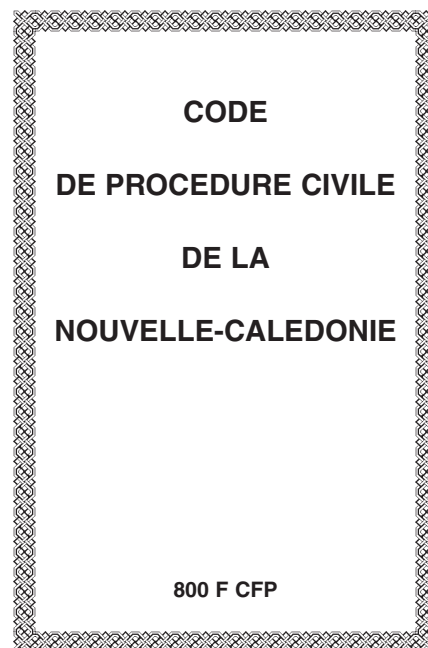 CODE
DE PROCEDURE CIVILE
DE LA
NOUVELLE-CALEDONIE
800 F CFP